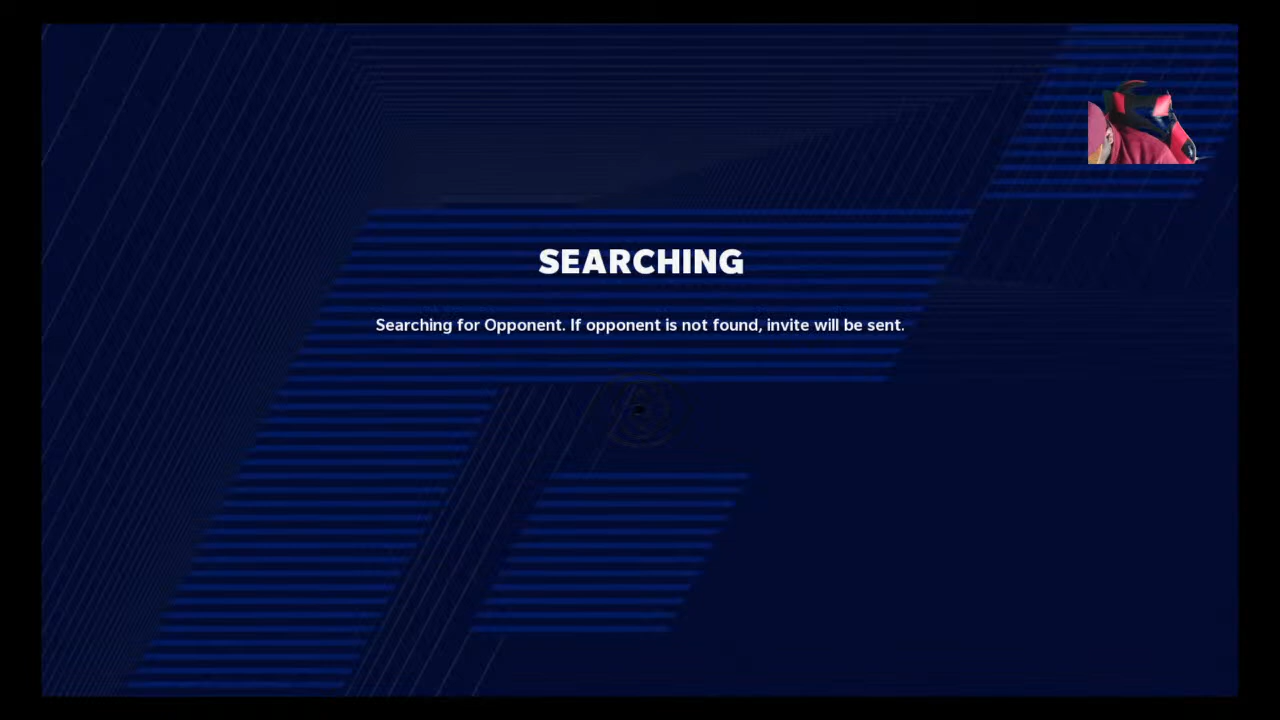 SEARCHING
Searching for Opponent. If opponent is not found, invite will be sent.